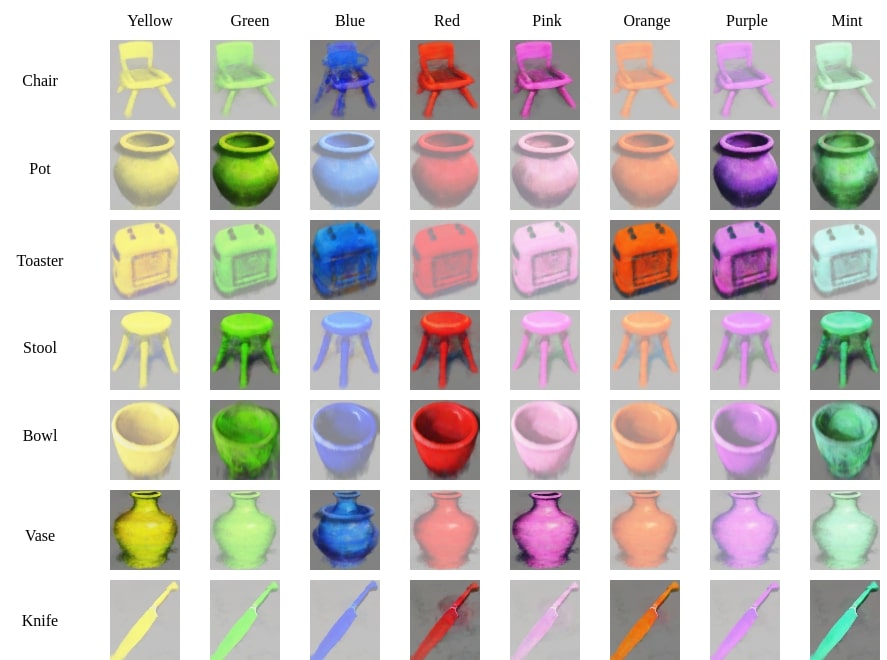 Yellow Green Blue Red Pink Orange Purple Mint
Chair
Pot
Toaster
Stool
Bowl
Vase
Knife